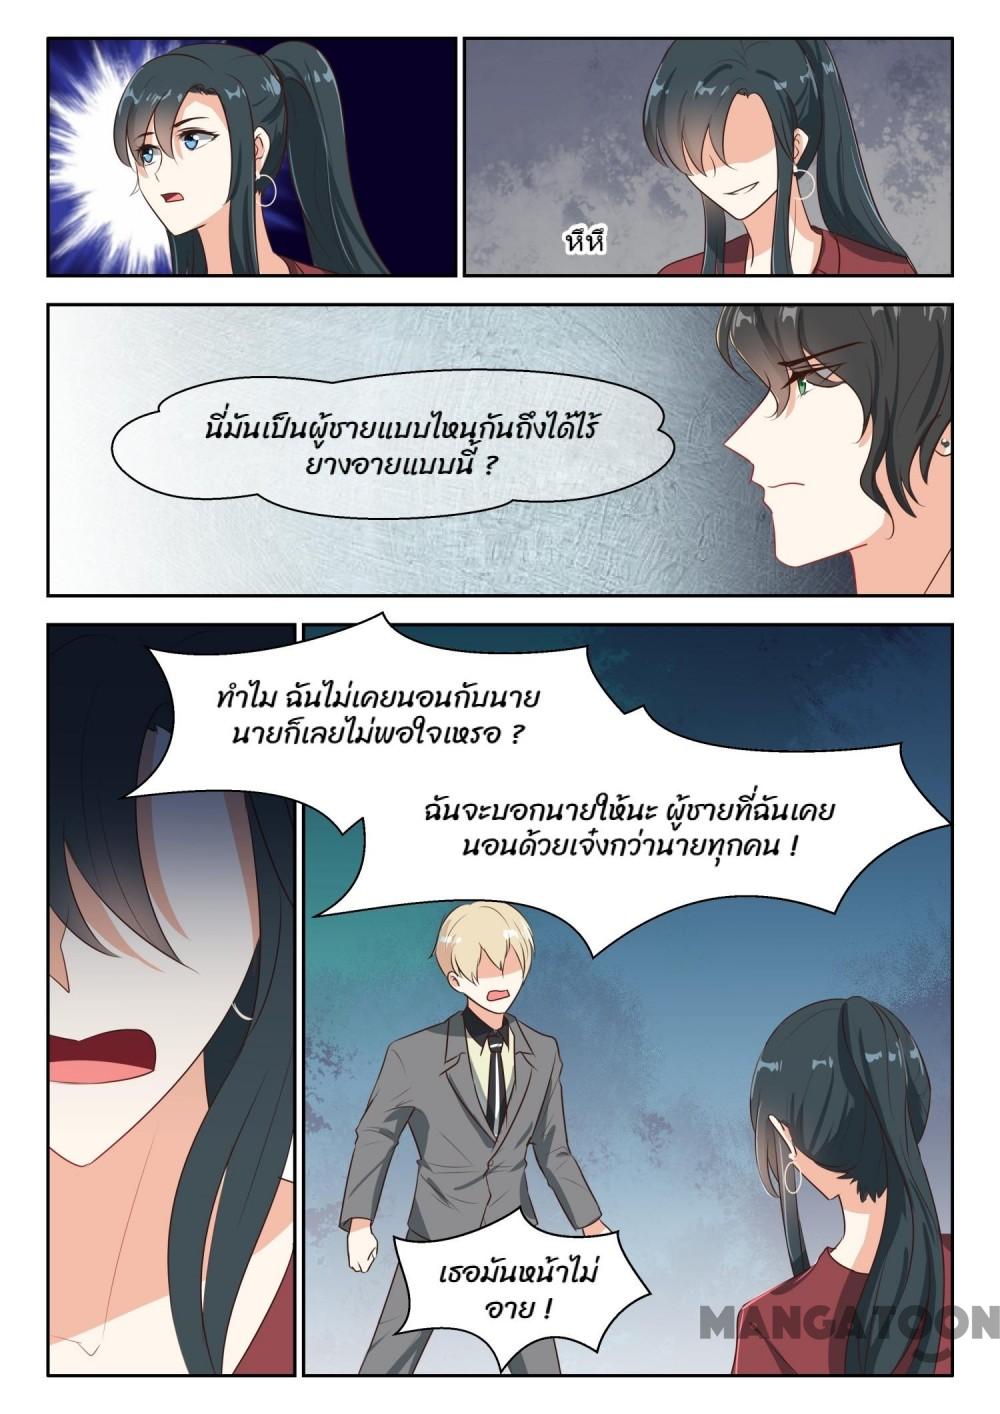 หึหึ
นี่มันเป็นผู้ชายแบบไหนกันถึงได้ไร้
ยางอายแบบนี้ ?
ทำไม ฉันไม่เคยนอนกับนาย
นายก็เลยไม่พอใจเหรอ ?
ฉันจะบอกนายให้นะ ผู้ชายที่ฉันเคย
นอนด้วยเจ๋งกว่านายทุกคน !
เธอมันหน้าไม่
อาย !
MANGATOON